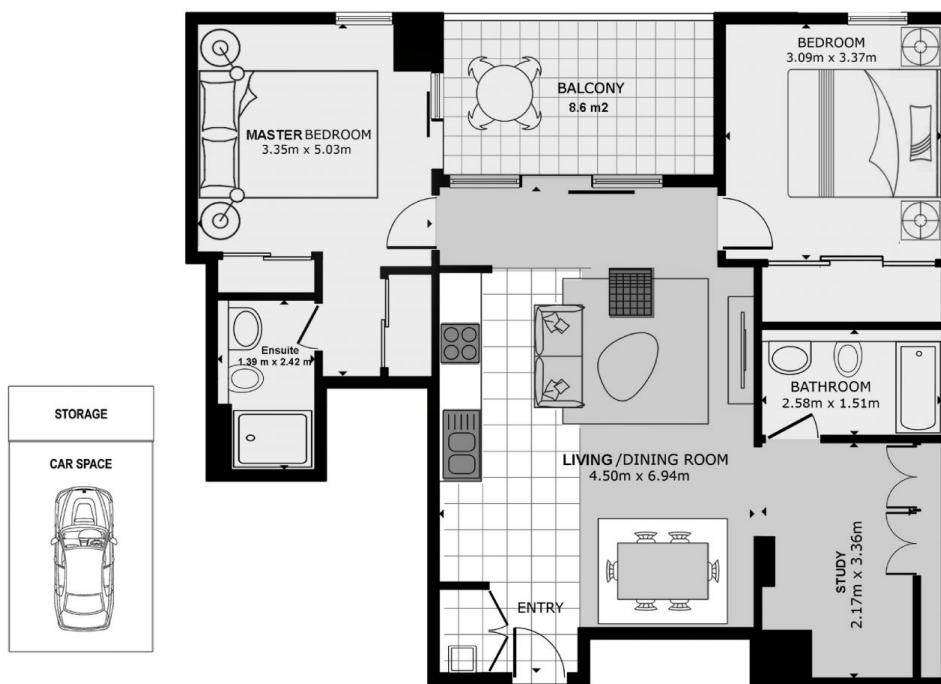 BEDROOM
3.09m x 3.37m
BALCONY
8.6 m2
MASTER BEDROOM
3.35m x 5.03m
Ensuite
1.39 m x 2.42 m
BATHROOM
2.58m x 1.51m
STORAGE
CAR SPACE
LIVING / DINING ROOM
4.50m x 6.94m
STUDY
2.17m x 3.36m
ENTRY